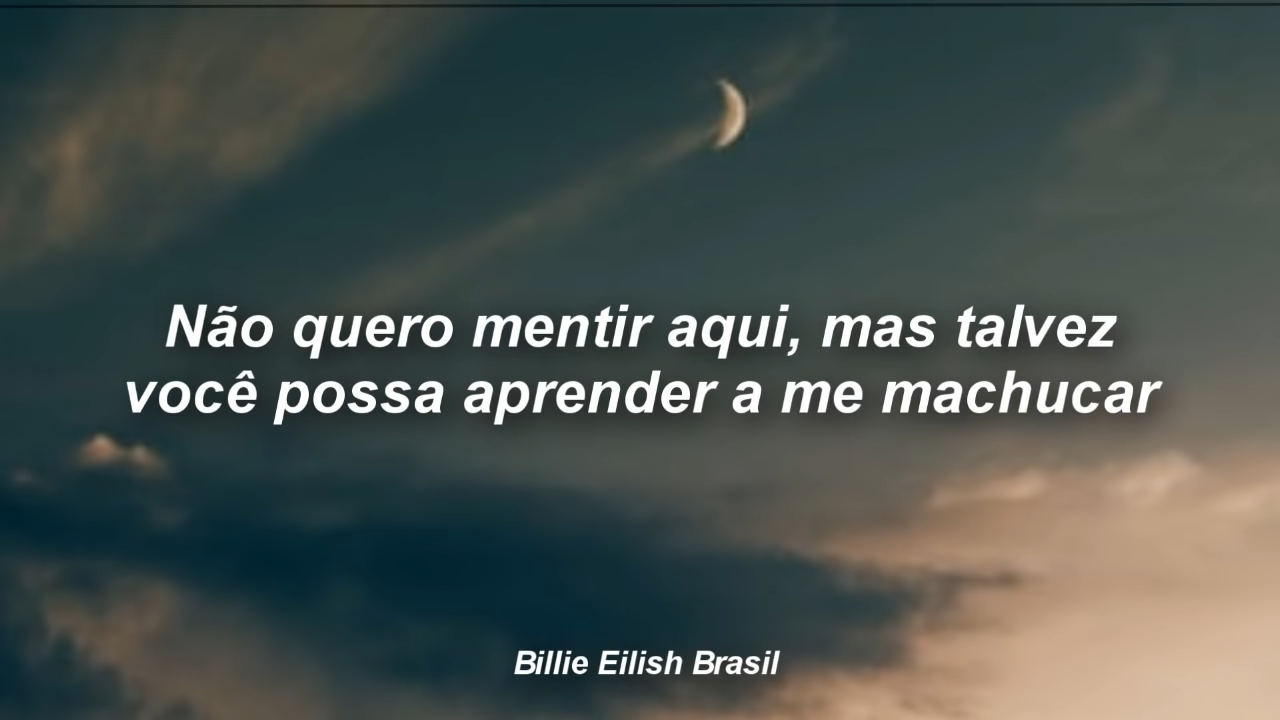 Não quero mentir aqui, mas talvez
você possa aprender a me machucar
Billie Eilish Brasil